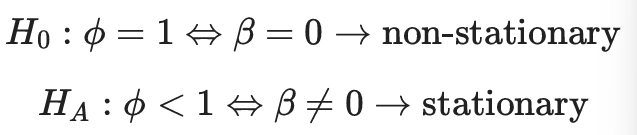 H₀ : ϕ = 1 ⇔ β = 0 → non-stationary
H_A : ϕ < 1 ⇔ β ≠ 0 → stationary